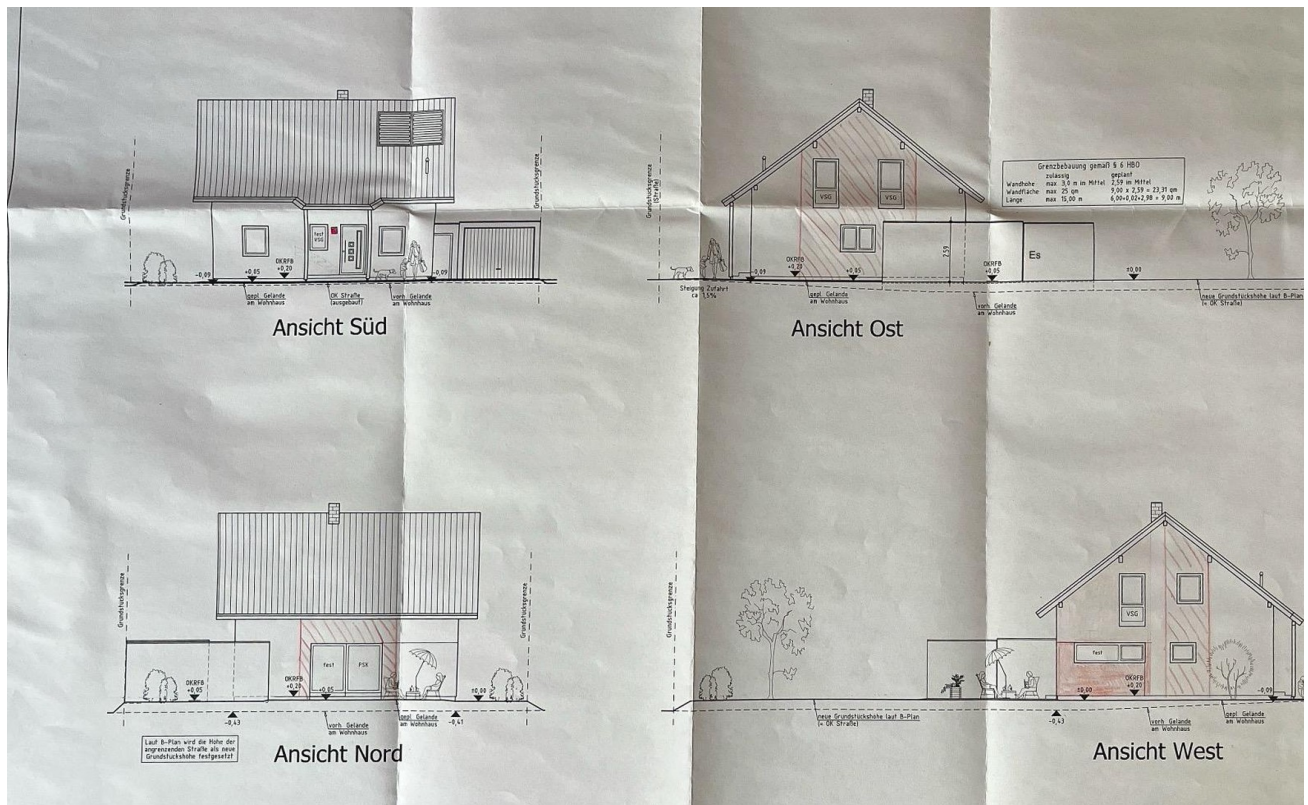 Grundstücksgrenze
fest
VSG
-0,09
+0,05
OKRFB
+0,20
-0,09
gepl. Gelände
am Wohnhaus
OK Straße
(ausgebaut)
vorh. Gelände
am Wohnhaus
Grundstücksgrenze
Ansicht Süd
Grundstücksgrenze
(Straße)
VSG
VSG
Grenzbebauung gemäß § 6 HBO
zulässig geplant
Wandhöhe max 3,0 m im Mittel 2,59 im Mittel
Wandfläche max 25 qm 9,00 x 2,59 = 23,31 qm
Länge max 15,00 m 6,00+0,02+2,98 = 9,00 m
2,59
Es
-0,09
OKRFB
+0,20
+0,05
OKRFB
+0,05
±0,00
Steigung Zufahrt
ca 1,5%
gepl. Gelände
am Wohnhaus
vorh. Gelände
am Wohnhaus
neue Grundstückshöhe laut B-Plan
(= OK Straße)
Ansicht Ost
Grundstücksgrenze
fest
PSK
OKRFB
+0,05
OKRFB
+0,20
+0,05
±0,00
-0,43
-0,41
vorh. Gelände
am Wohnhaus
gepl. Gelände
am Wohnhaus
Grundstücksgrenze
Laut B-Plan wird die Höhe der
angrenzenden Straße als neue
Grundstückshöhe festgesetzt
Ansicht Nord
Grundstücksgrenze
VSG
fest
±0,00
OKRFB
+0,20
-0,09
-0,43
neue Grundstückshöhe laut B-Plan
(= OK Straße)
vorh. Gelände
am Wohnhaus
gepl. Gelände
am Wohnhaus
Ansicht West